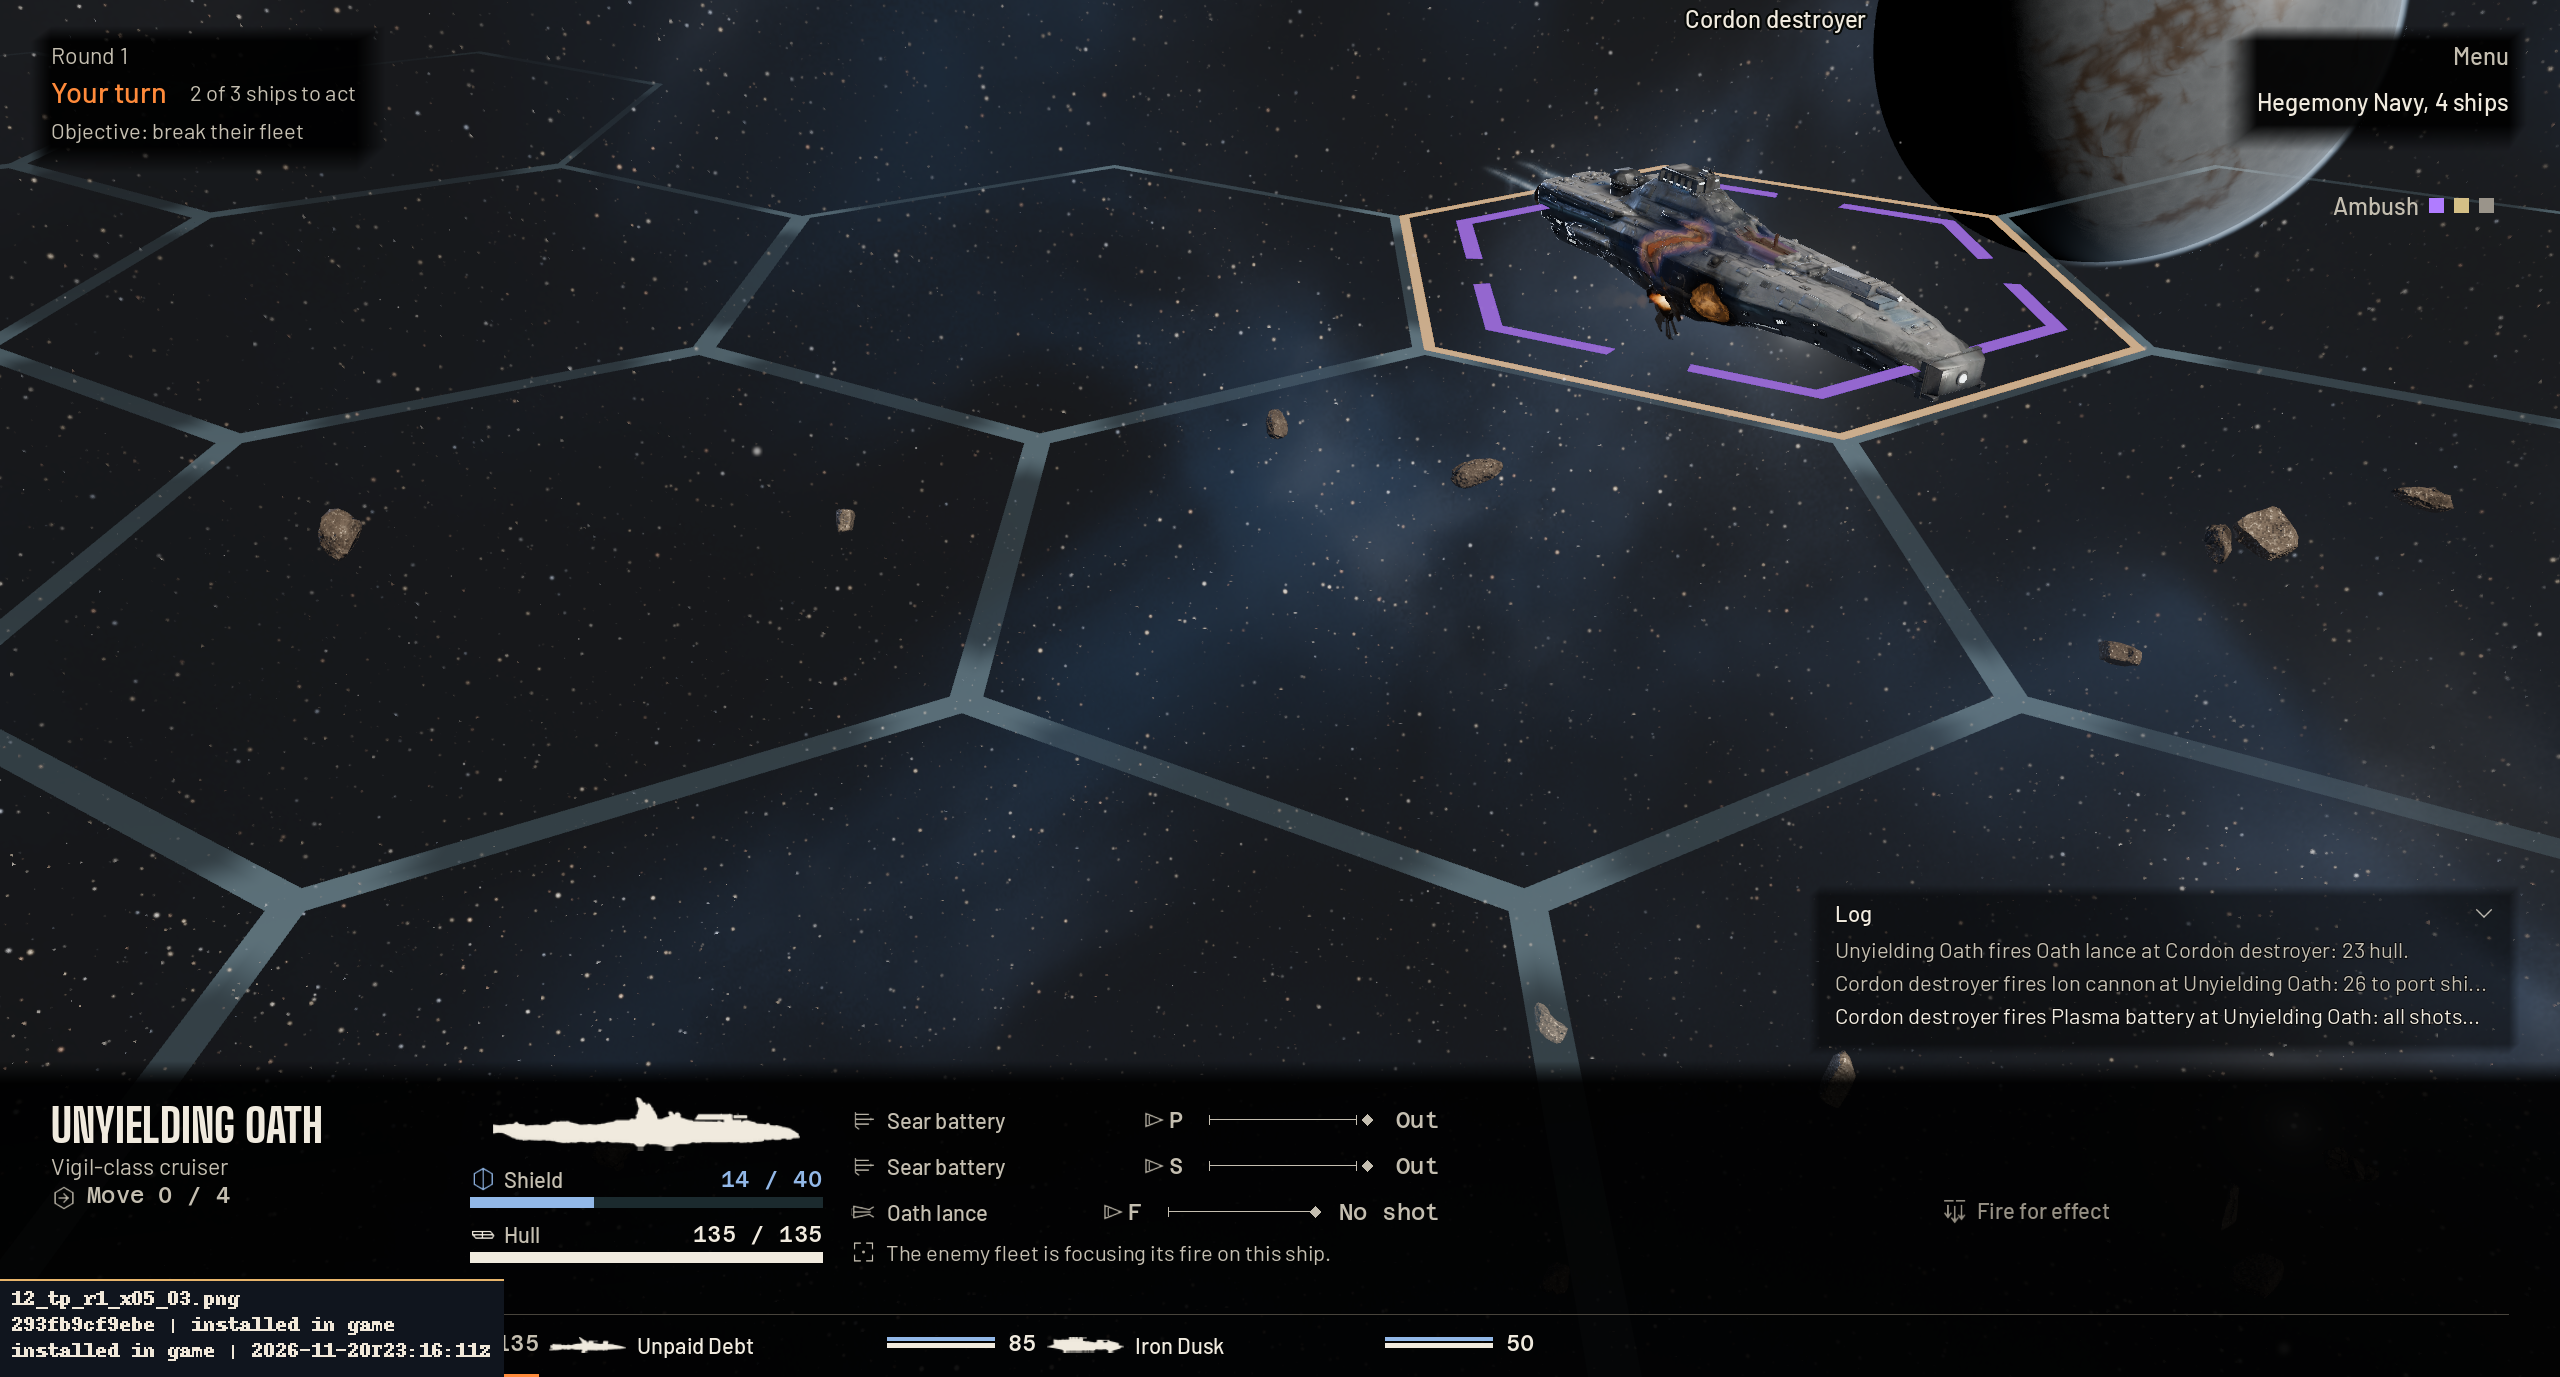 Cordon destroyer
Round 1
Your turn 2 of 3 ships to act
Objective: break their fleet
Menu
Hegemony Navy, 4 ships
Ambush
Log
Unyielding Oath fires Oath lance at Cordon destroyer: 23 hull.
Cordon destroyer fires Ion cannon at Unyielding Oath: 26 to port shi...
Cordon destroyer fires Plasma battery at Unyielding Oath: all shots...
UNYIELDING OATH
Vigil-class cruiser
Move 0 / 4
Shield 14 / 40
Hull 135 / 135
Sear battery P Out
Sear battery S Out
Oath lance F No shot
The enemy fleet is focusing its fire on this ship.
Fire for effect
12_tp_r1_x05_03.png
293fb9cf9ebe | installed in game
installed in game | 2026-11-20T23:16:11Z
135 Unpaid Debt 85 Iron Dusk 50